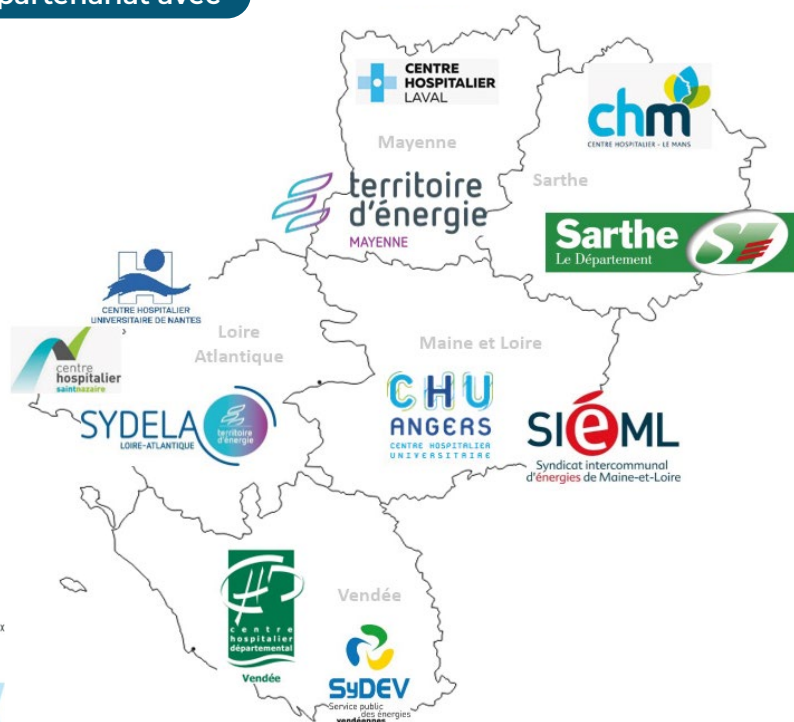 partenariat avec
CENTRE
HOSPITALIER
LAVAL
Mayenne
chm
CENTRE HOSPITALIER - LE MANS
territoire
d'énergie
MAYENNE
Sarthe
Sarthe
Le Département
CENTRE HOSPITALIER
UNIVERSITAIRE DE NANTES
Loire
Atlantique
Maine et Loire
centre
hospitalier
saintnazaire
SYDELA
LOIRE-ATLANTIQUE
territoire
d'énergie
CHU
ANGERS
CENTRE HOSPITALIER
UNIVERSITAIRE
SIéML
Syndicat intercommunal
d'énergies de Maine-et-Loire
centre
hospitalier
départemental
Vendée
Vendée
SyDEV
Service public
des énergies
vendéennes
x